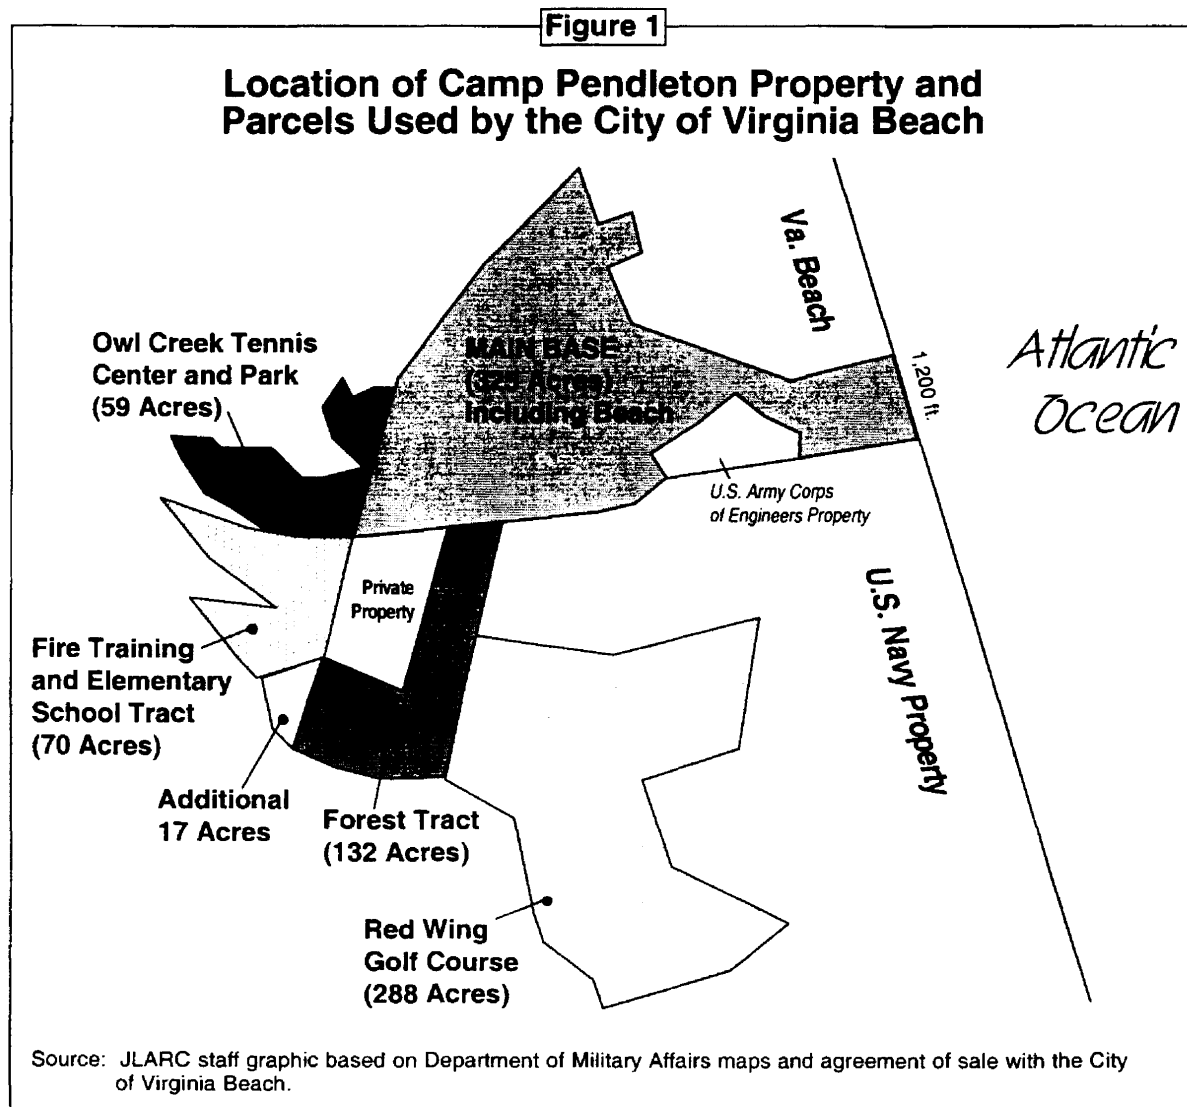 Figure 1
Location of Camp Pendleton Property and
Parcels Used by the City of Virginia Beach
Va. Beach
Atlantic
Ocean
1,200 ft.
Owl Creek Tennis
Center and Park
(59 Acres)
MAIN BASE
Acres)
Including Beach
U.S. Army Corps
of Engineers Property
Private
Property
U.S. Navy Property
Fire Training
and Elementary
School Tract
(70 Acres)
Additional
17 Acres
Forest Tract
(132 Acres)
Red Wing
Golf Course
(288 Acres)
Source: JLARC staff graphic based on Department of Military Affairs maps and agreement of sale with the City
of Virginia Beach.